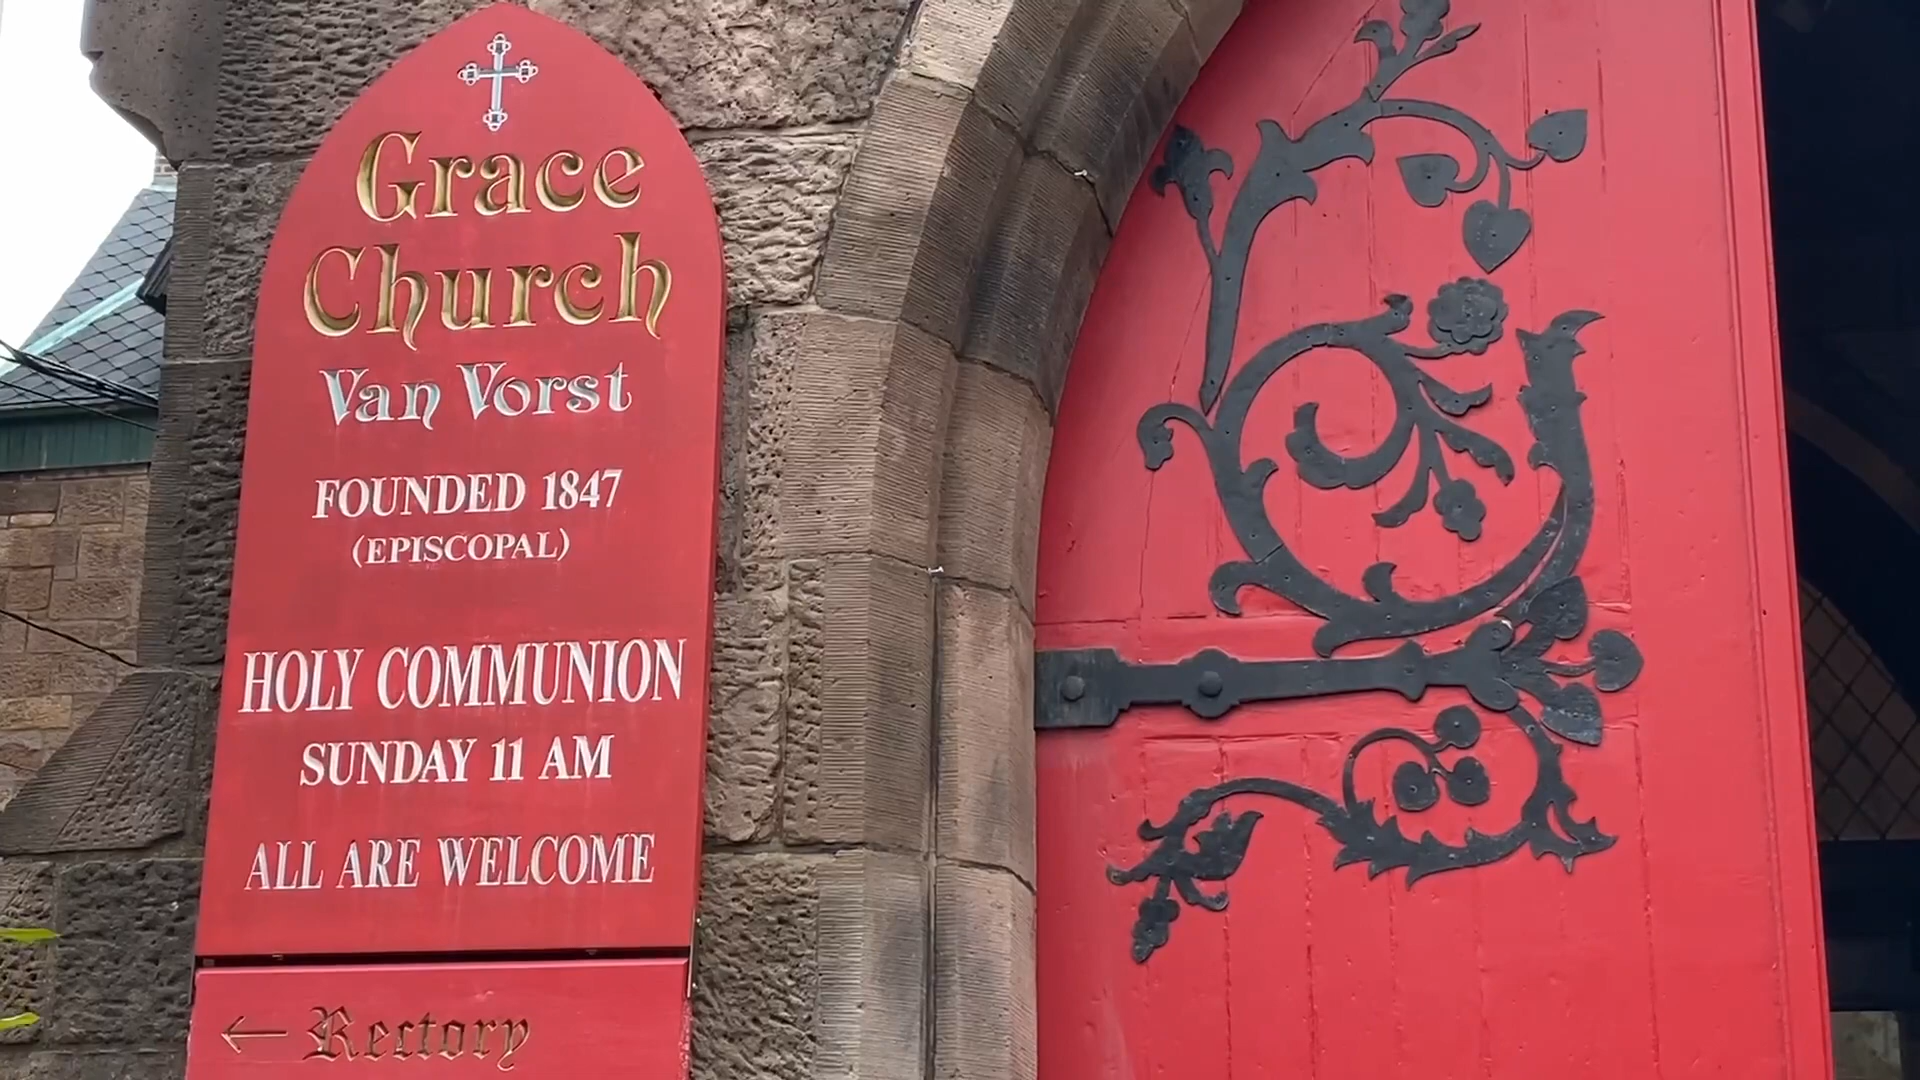 Grace
Church
Van Vorst
FOUNDED 1847
(EPISCOPAL)
HOLY COMMUNION
SUNDAY 11 AM
ALL ARE WELCOME
← Rectory